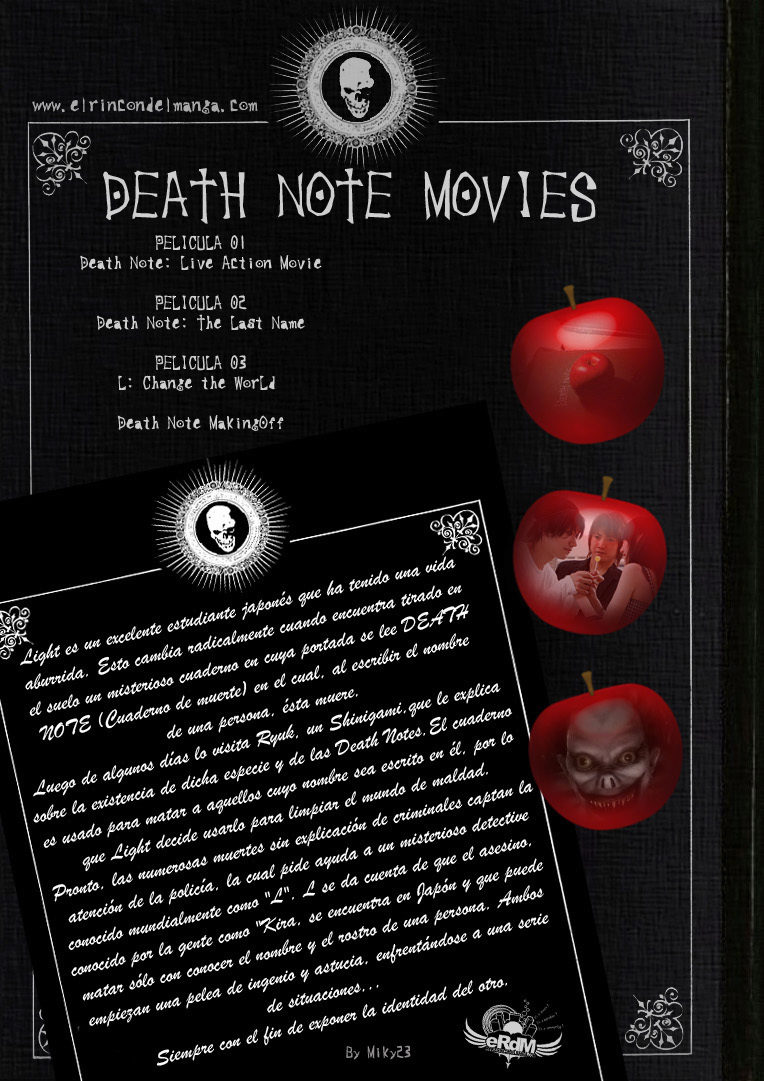 www.elrincondelmanga.com
DEATH NOTE MOVIES
PELICULA 01
Death Note: Live Action Movie
PELICULA 02
Death Note: The Last Name
PELICULA 03
L: Change the World
Death Note MakingOff
Light es un excelente estudiante japonés que ha tenido una vida
aburrida. Esto cambia radicalmente cuando encuentra tirado en
el suelo un misterioso cuaderno en cuya portada se lee DEATH
NOTE (Cuaderno de muerte) en el cual, al escribir el nombre
de una persona, ésta muere.
Luego de algunos días lo visita Ryuk, un Shinigami,que le explica
sobre la existencia de dicha especie y de las Death Notes.El cuaderno
es usado para matar a aquellos cuyo nombre sea escrito en él, por lo
que Light decide usarlo para limpiar el mundo de maldad.
Pronto, las numerosas muertes sin explicación de criminales captan la
atención de la policía, la cual pide ayuda a un misterioso detective
conocido mundialmente como "L". L se da cuenta de que el asesino,
conocido por la gente como "Kira, se encuentra en Japón y que puede
matar sólo con conocer el nombre y el rostro de una persona. Ambos
empiezan una pelea de ingenio y astucia, enfrentándose a una serie
de situaciones...
Siempre con el fin de exponer la identidad del otro.
eRdM
By Miky23